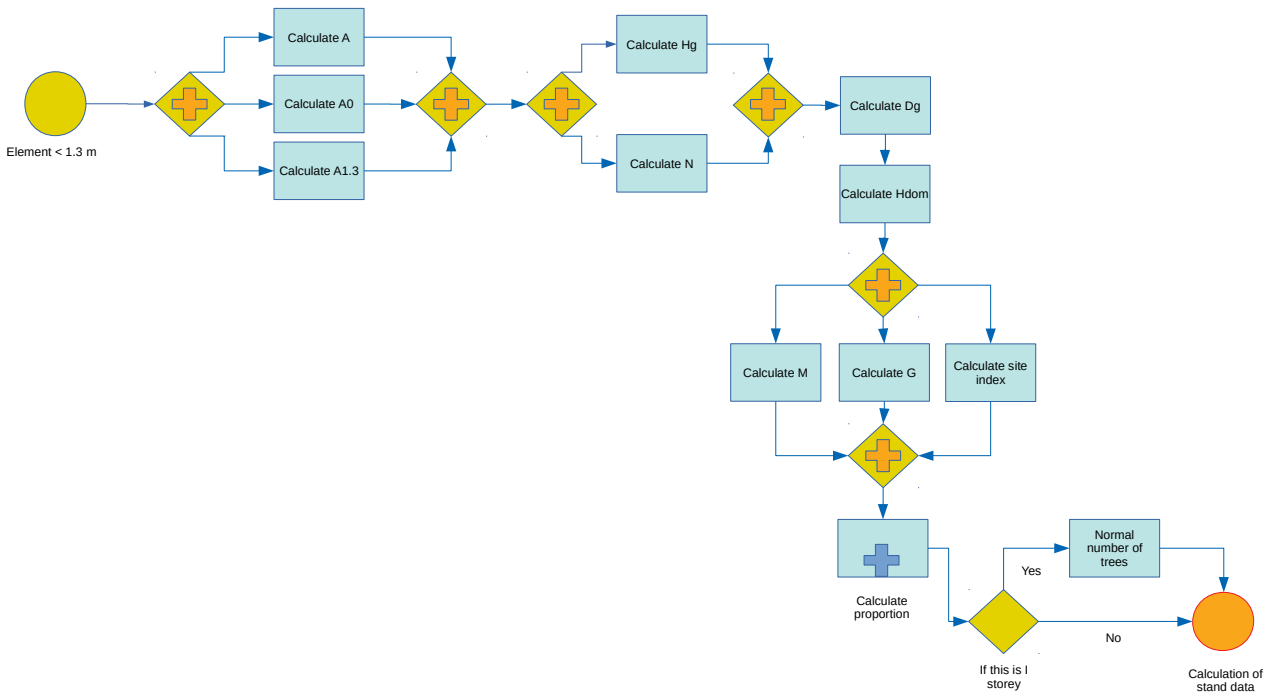 Calculate A
Calculate A0
Calculate A1.3
Element < 1.3 m
Calculate Hg
Calculate N
Calculate Dg
Calculate Hdom
Calculate M
Calculate G
Calculate site
index
Calculate
proportion
If this is I
storey
Yes
No
Normal
number of
trees
Calculation of
stand data